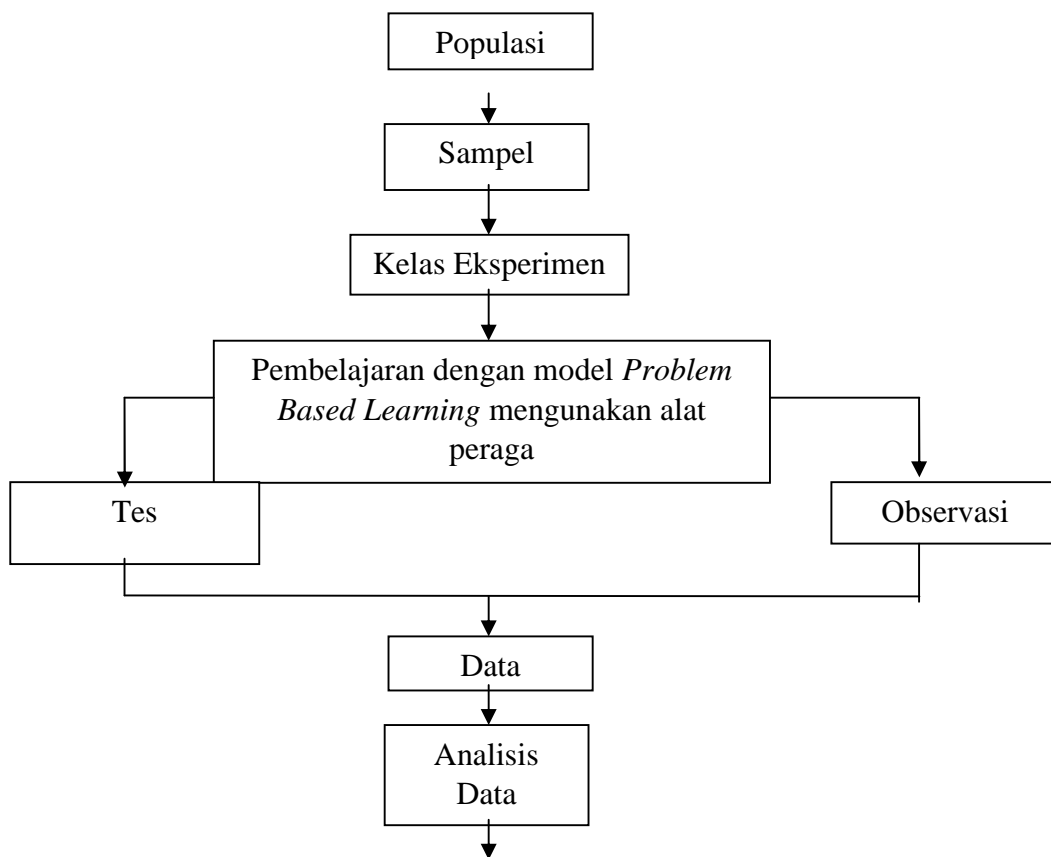 Populasi
Sampel
Kelas Eksperimen
Pembelajaran dengan model Problem
Based Learning mengunakan alat
peraga
Tes
Observasi
Data
Analisis
Data